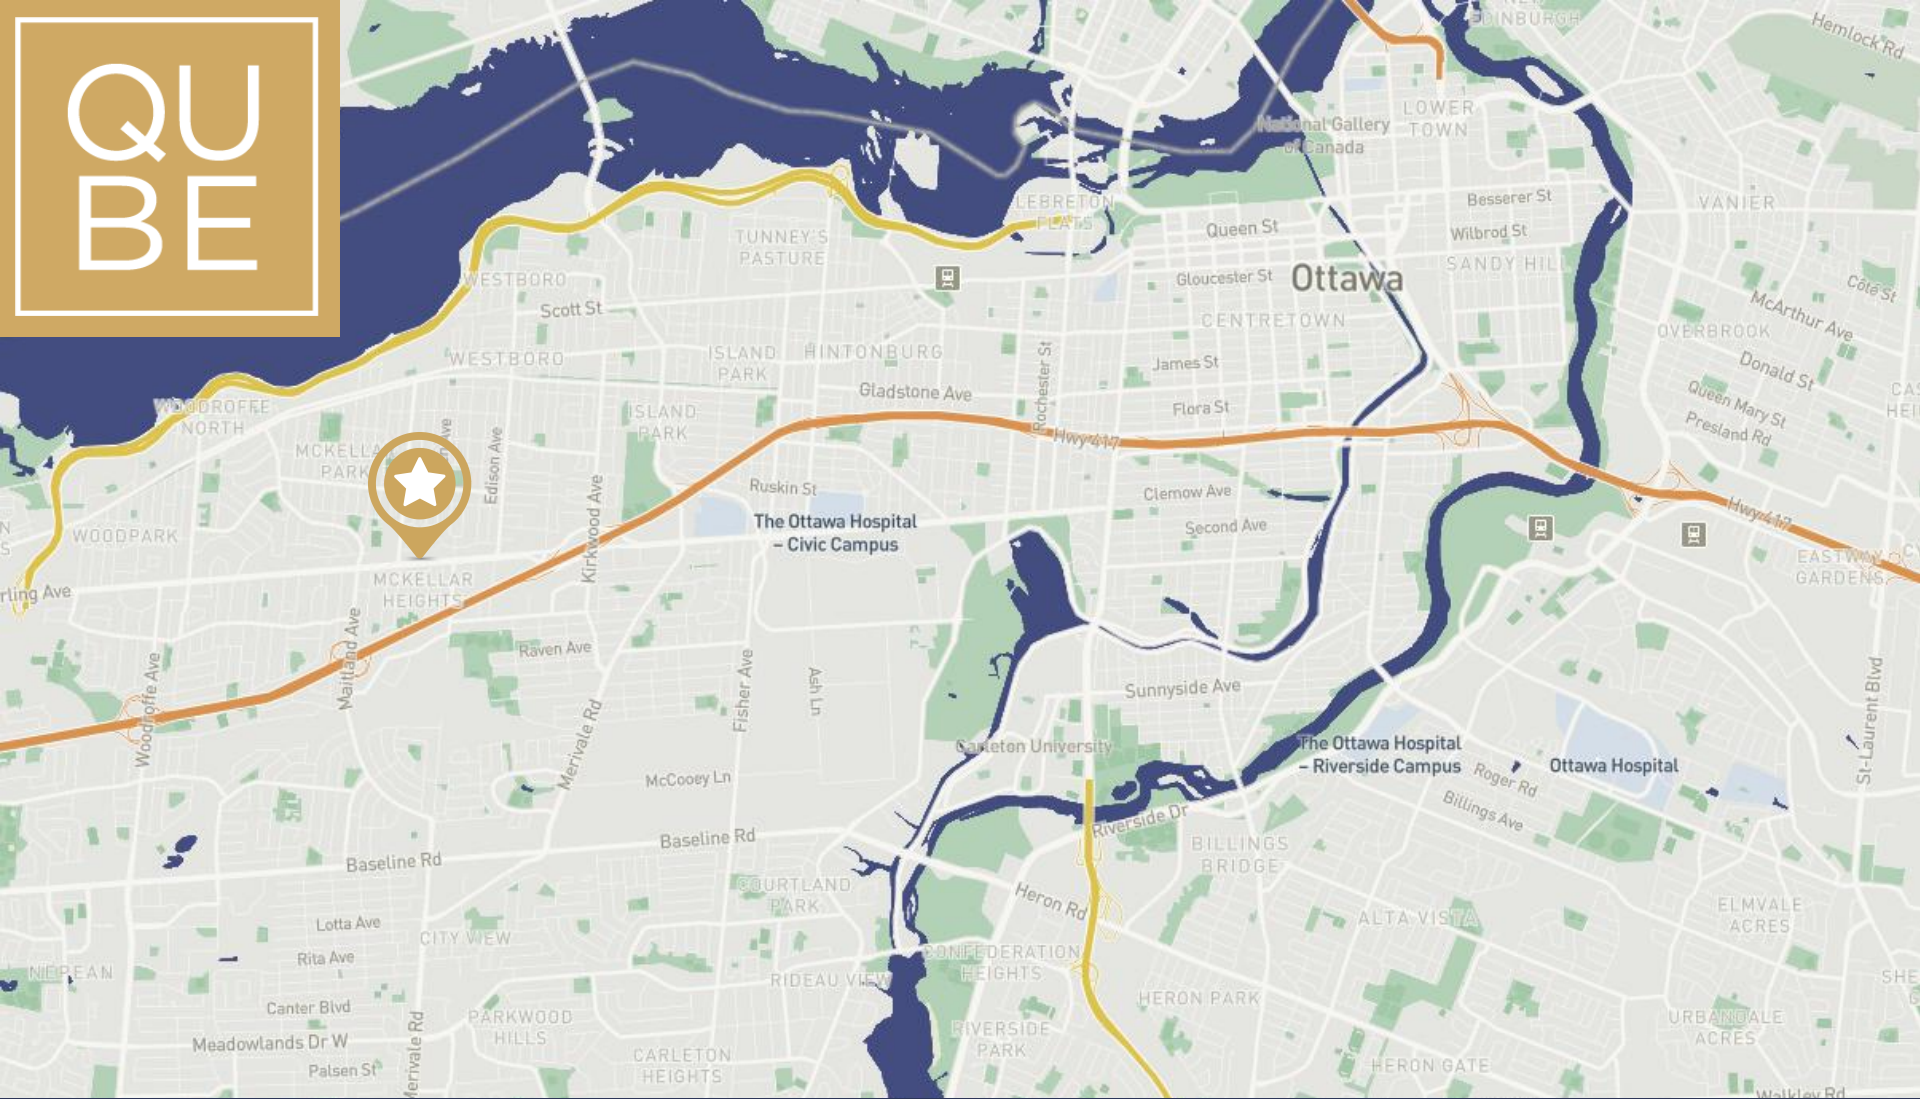 QU
BE
NEW
EDINBURGH
Hemlock Rd
LOWER
TOWN
National Gallery
of Canada
Besserer St
VANIER
LEBRETON
FLATS
Queen St
Wilbrod St
TUNNEY'S
PASTURE
SANDY HILL
WESTBORO
Gloucester St
Ottawa
Côté St
Scott St
McArthur Ave
CENTRETOWN
OVERBROOK
WESTBORO
ISLAND
PARK
HINTONBURG
Rochester St
James St
Donald St
Gladstone Ave
Queen Mary St
WOODROFFE
NORTH
ISLAND
PARK
Flora St
Presland Rd
Hwy 417
MCKELLAR
PARK
Ave
Edison Ave
Kirkwood Ave
Ruskin St
Clemow Ave
Hwy 417
The Ottawa Hospital
– Civic Campus
Second Ave
WOODPARK
EASTWAY
GARDENS
MCKELLAR
HEIGHTS
rling Ave
Maitland Ave
Raven Ave
Woodroffe Ave
Merivale Rd
Fisher Ave
Ash Ln
Sunnyside Ave
St-Laurent Blvd
Carleton University
The Ottawa Hospital
– Riverside Campus
Roger Rd
Ottawa Hospital
McCooey Ln
Billings Ave
Riverside Dr
Baseline Rd
Baseline Rd
BILLINGS
BRIDGE
COURTLAND
PARK
Heron Rd
ALTA VISTA
ELMVALE
ACRES
Lotta Ave
CITY VIEW
Rita Ave
NEPEAN
CONFEDERATION
HEIGHTS
RIDEAU VIEW
HERON PARK
Canter Blvd
PARKWOOD
HILLS
Merivale Rd
Meadowlands Dr W
RIVERSIDE
PARK
URBANDALE
ACRES
CARLETON
HEIGHTS
Palsen St
HERON GATE
Walkley Rd